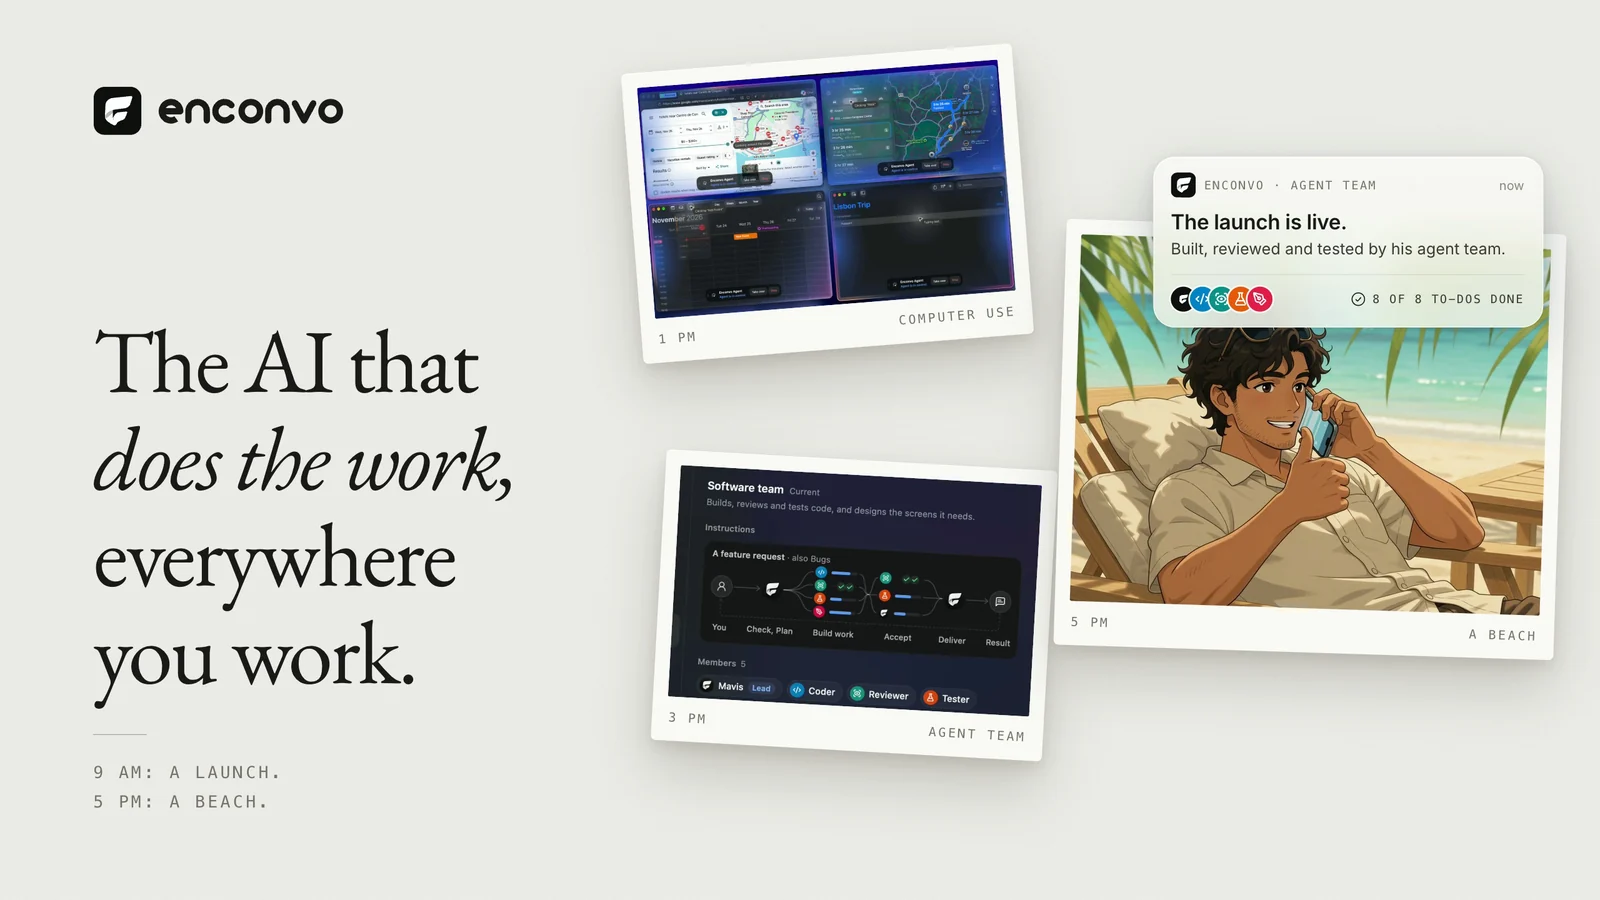 enconvo
The AI that
does the work,
everywhere
you work.
9 AM: A LAUNCH.
5 PM: A BEACH.
November 2026
Lisbon Trip
1 PM
COMPUTER USE
Software team Current
Builds, reviews and tests code, and designs the screens it needs.
Instructions
A feature request · also Bugs
You
Check, Plan
Build work
Accept
Deliver
Result
Members 5
Mavis Lead
Coder
Reviewer
Tester
3 PM
AGENT TEAM
ENCONVO · AGENT TEAM
now
The launch is live.
Built, reviewed and tested by his agent team.
8 OF 8 TO-DOS DONE
5 PM
A BEACH